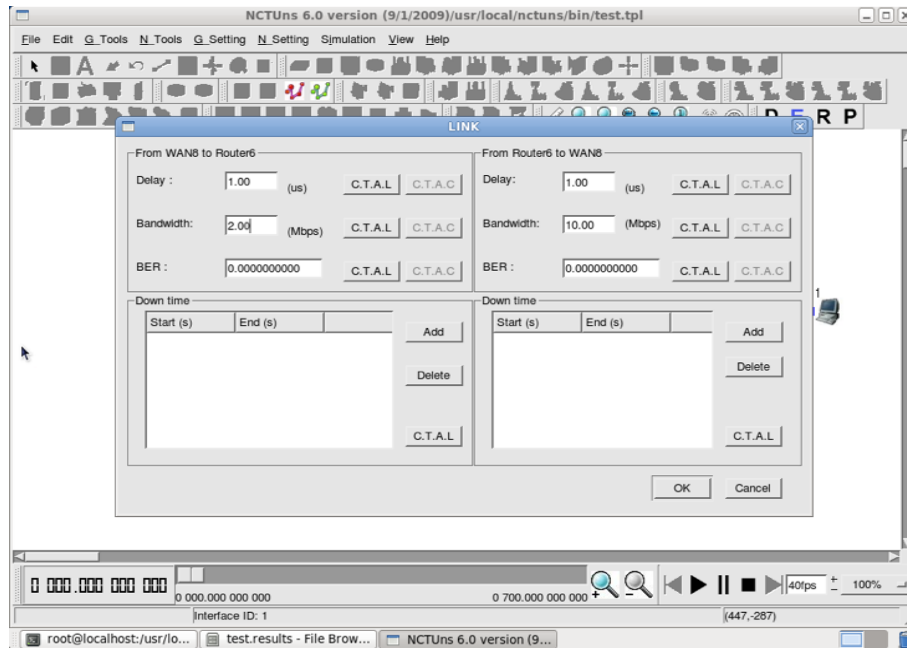 NCTUns 6.0 version (9/1/2009)/usr/local/nctuns/bin/test.tpl
File Edit G_Tools N_Tools G_Setting N_Setting Simulation View Help
D E R P
LINK
From WAN8 to Router6
Delay : 1.00 (us) C.T.A.L C.T.A.C
Bandwidth: 2.00 (Mbps) C.T.A.L C.T.A.C
BER : 0.0000000000 C.T.A.L C.T.A.C
Down time
Start (s) End (s)
Add
Delete
C.T.A.L
From Router6 to WAN8
Delay: 1.00 (us) C.T.A.L C.T.A.C
Bandwidth: 10.00 (Mbps) C.T.A.L C.T.A.C
BER : 0.0000000000 C.T.A.L C.T.A.C
Down time
Start (s) End (s)
Add
Delete
C.T.A.L
OK Cancel
1
0 000.000 000 000
0 000.000 000 000
0 700.000 000 000
40fps
100%
Interface ID: 1
(447,-287)
root@localhost:/usr/lo...
test.results - File Brow...
NCTUns 6.0 version (9...